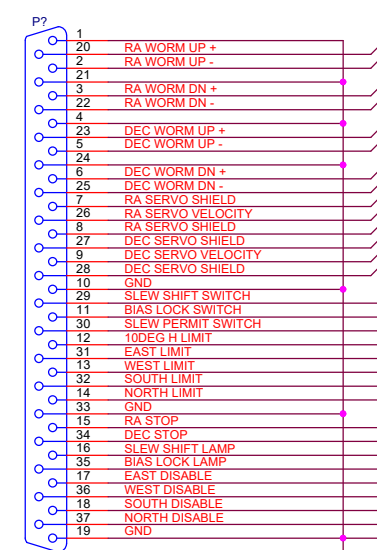 P?
1
20 RA WORM UP +
2 RA WORM UP -
21
3 RA WORM DN +
22 RA WORM DN -
4
23 DEC WORM UP +
5 DEC WORM UP -
24
6 DEC WORM DN +
25 DEC WORM DN -
7 RA SERVO SHIELD
26 RA SERVO VELOCITY
8 RA SERVO SHIELD
27 DEC SERVO SHIELD
9 DEC SERVO VELOCITY
28 DEC SERVO SHIELD
10 GND
29 SLEW SHIFT SWITCH
11 BIAS LOCK SWITCH
30 SLEW PERMIT SWITCH
12 10DEG H LIMIT
31 EAST LIMIT
13 WEST LIMIT
32 SOUTH LIMIT
14 NORTH LIMIT
33 GND
15 RA STOP
34 DEC STOP
16 SLEW SHIFT LAMP
35 BIAS LOCK LAMP
17 EAST DISABLE
36 WEST DISABLE
18 SOUTH DISABLE
37 NORTH DISABLE
19 GND